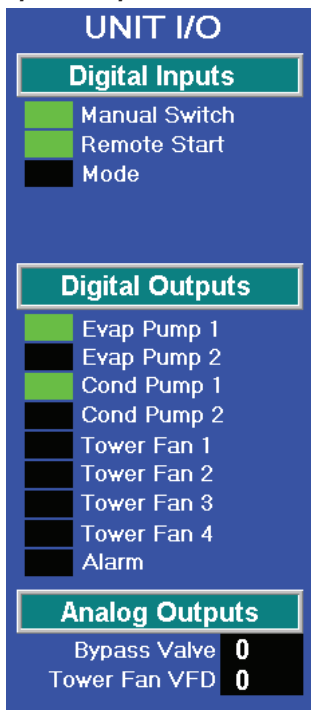 UNIT I/O
Digital Inputs
Manual Switch
Remote Start
Mode
Digital Outputs
Evap Pump 1
Evap Pump 2
Cond Pump 1
Cond Pump 2
Tower Fan 1
Tower Fan 2
Tower Fan 3
Tower Fan 4
Alarm
Analog Outputs
Bypass Valve 0
Tower Fan VFD 0